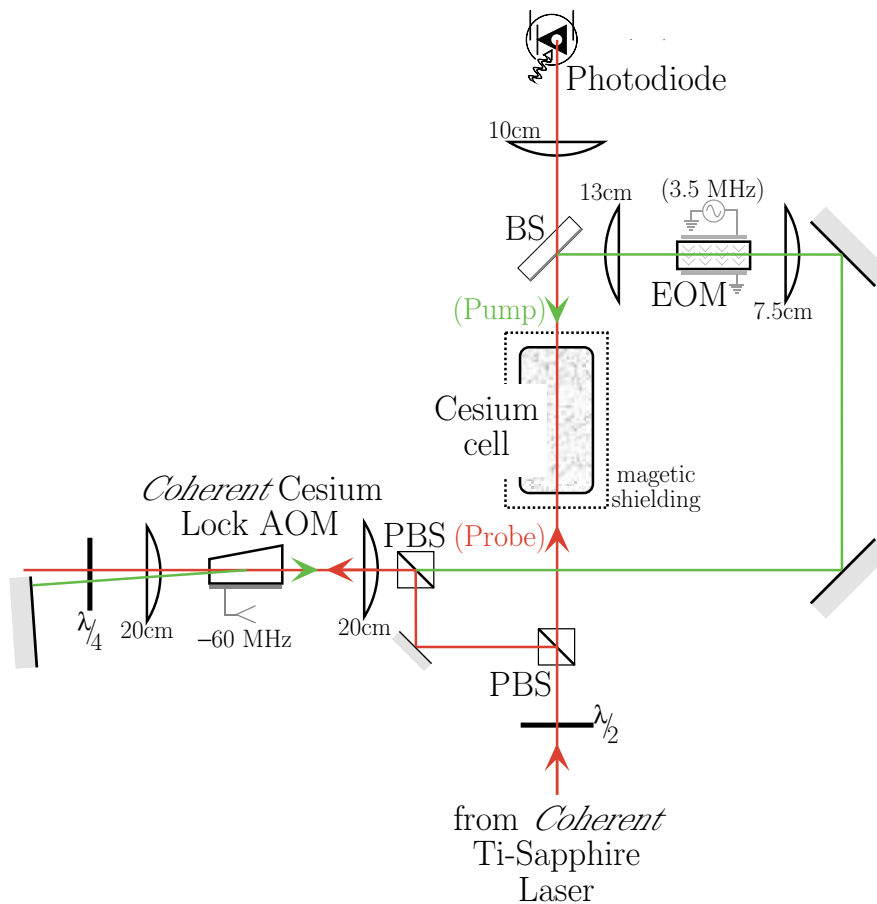 Photodiode
10cm
13cm
(3.5 MHz)
BS
EOM
7.5cm
(Pump)
Cesium
cell
magetic
shielding
Coherent Cesium
Lock AOM
PBS
(Probe)
λ/4
20cm
−60 MHz
20cm
PBS
λ/2
from Coherent
Ti-Sapphire
Laser